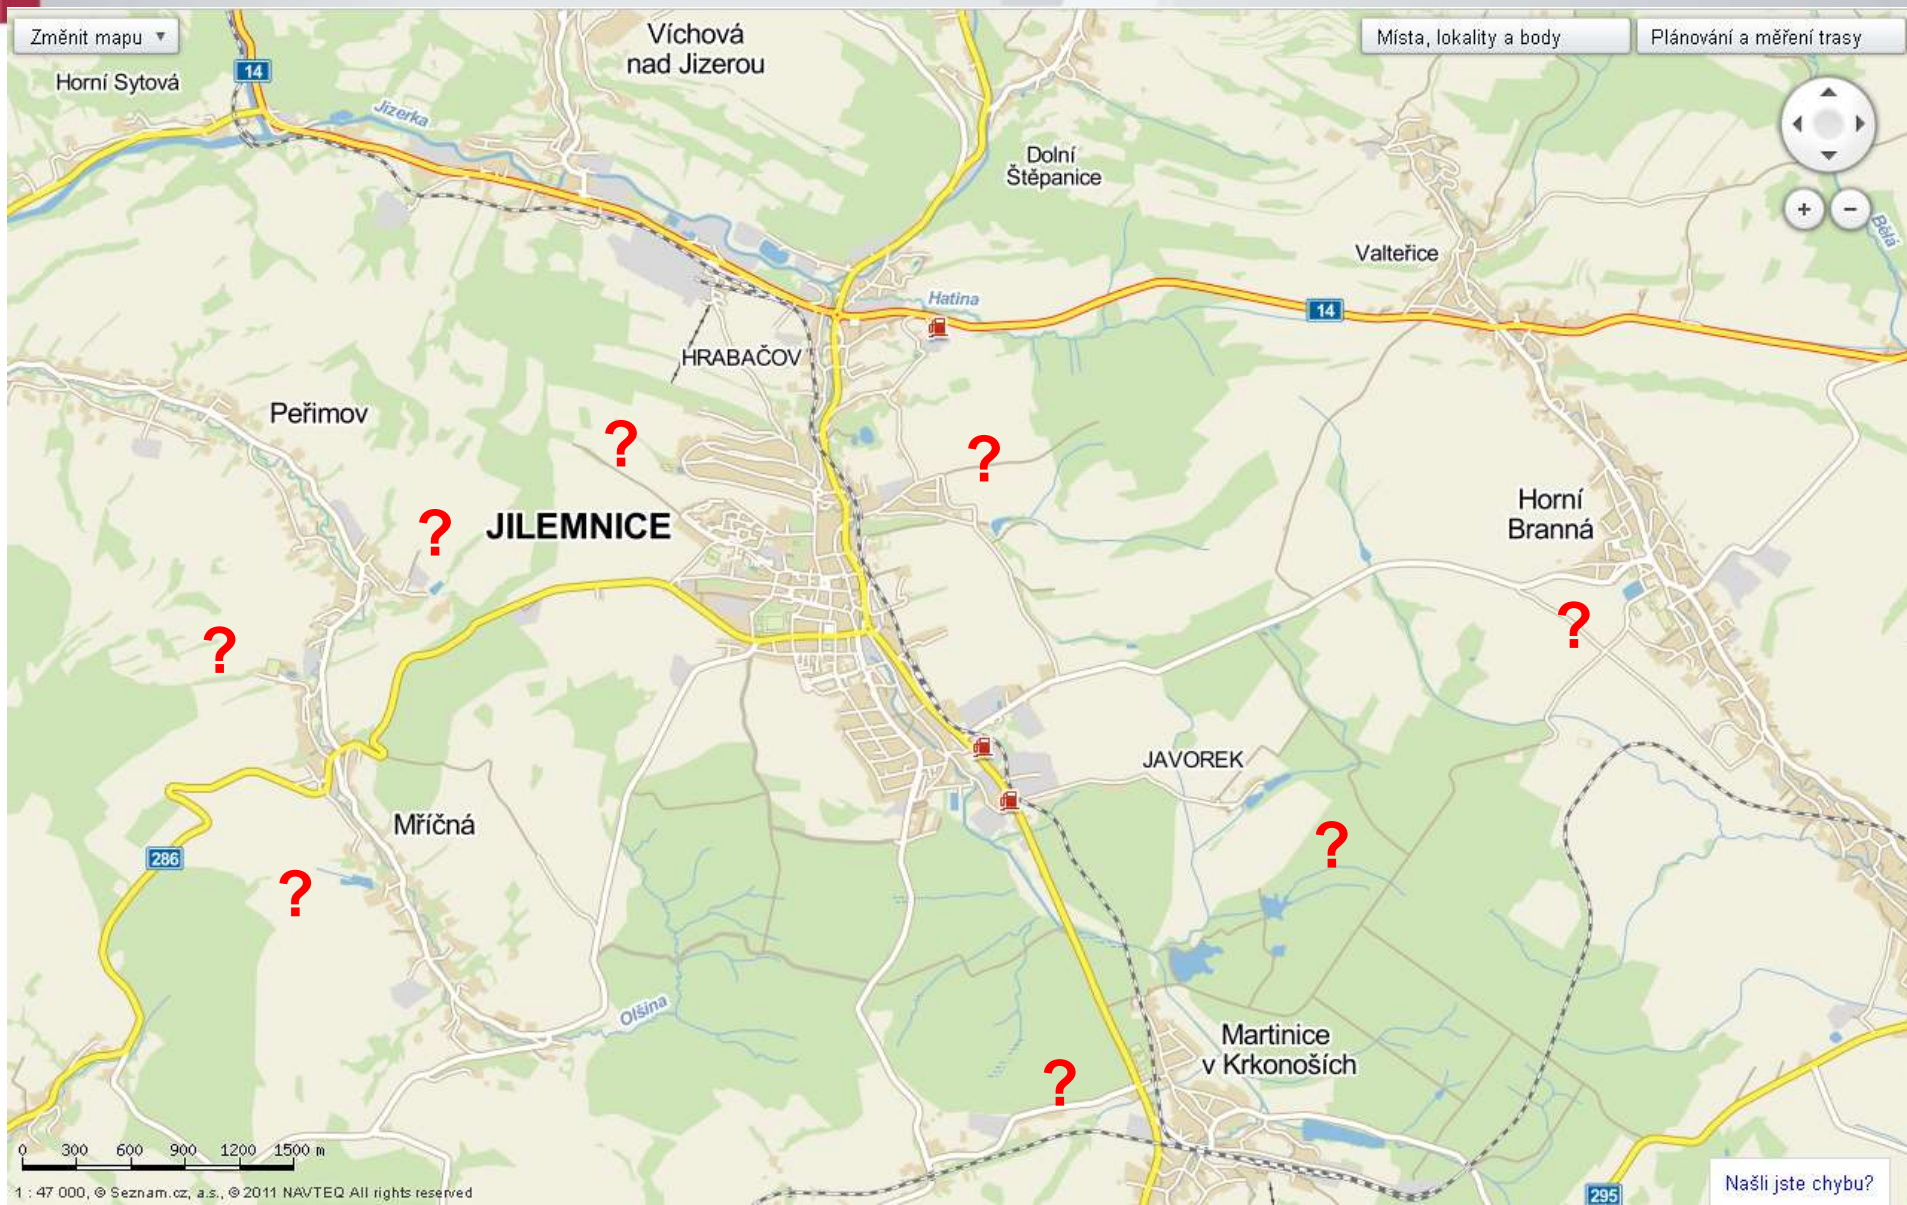 Změnit mapu
Víchová
nad Jizerou
Místa, lokality a body
Plánování a měření trasy
Horní Sytová
14
Jizerka
Dolní
Štěpanice
Bělá
Valteřice
Hatina
14
HRABAČOV
Peřimov
?
?
JILEMNICE
?
Horní
Branná
?
?
JAVOREK
Mříčná
?
286
?
Olšina
Martinice
v Krkonoších
?
0 300 600 900 1200 1500 m
1 : 47 000, © Seznam.cz, a.s., © 2011 NAVTEQ All rights reserved
295
Našli jste chybu?